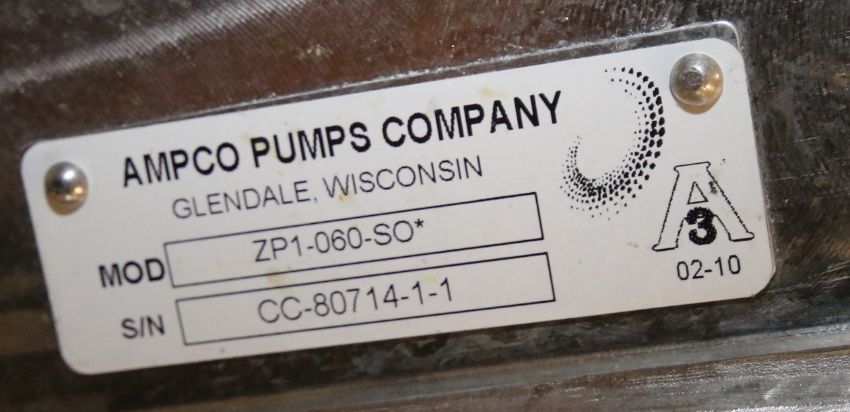 AMPCO PUMPS COMPANY
GLENDALE, WISCONSIN
MOD ZP1-060-SO*
S/N CC-80714-1-1
A
3
02-10